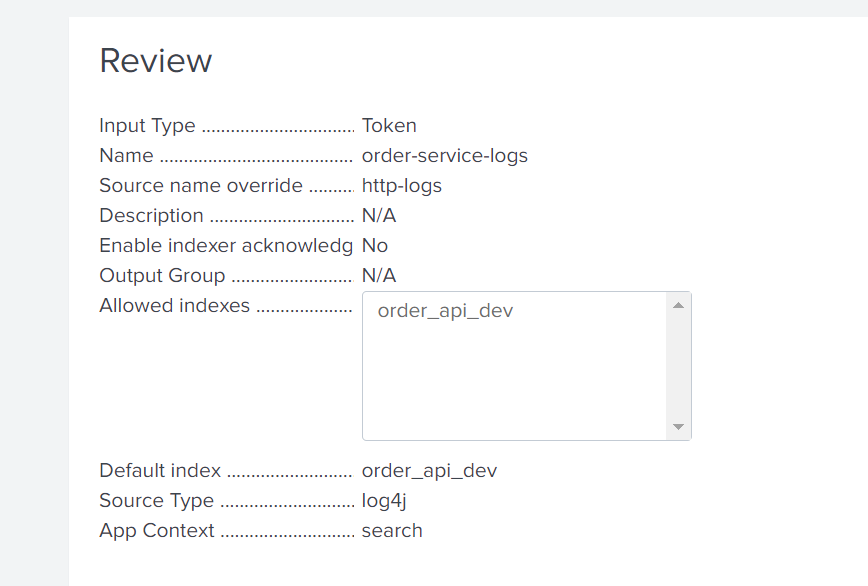 Review
Input Type ................................ Token
Name ........................................ order-service-logs
Source name override ......... http-logs
Description .............................. N/A
Enable indexer acknowledg No
Output Group ......................... N/A
Allowed indexes .................... order_api_dev
Default index .......................... order_api_dev
Source Type ............................ log4j
App Context ............................ search